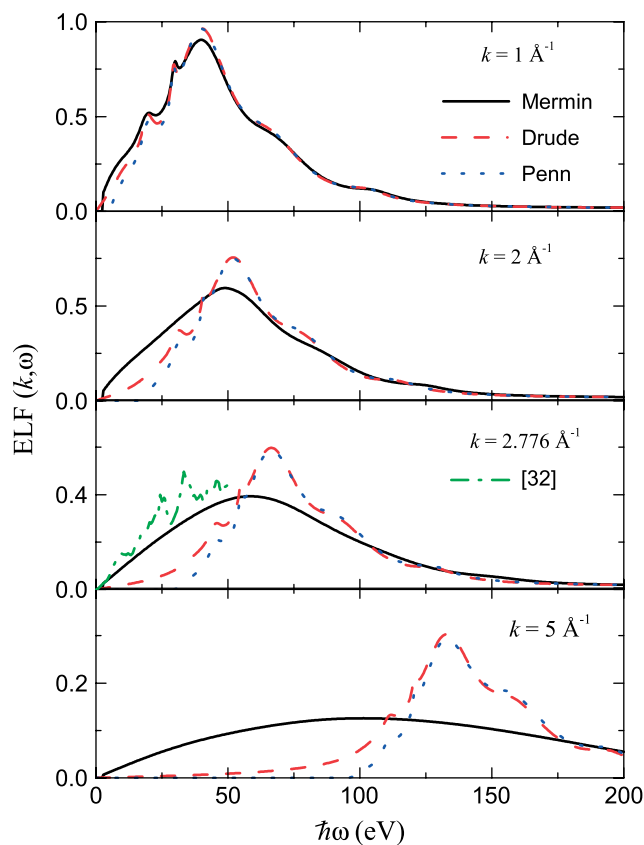 1.0
k = 1 Å⁻¹
Mermin
Drude
Penn
0.5
0.0
k = 2 Å⁻¹
0.5
0.0
ELF (k,ω)
k = 2.776 Å⁻¹
[32]
0.4
0.0
k = 5 Å⁻¹
0.2
0.0
0 50 100 150 200
ħω (eV)